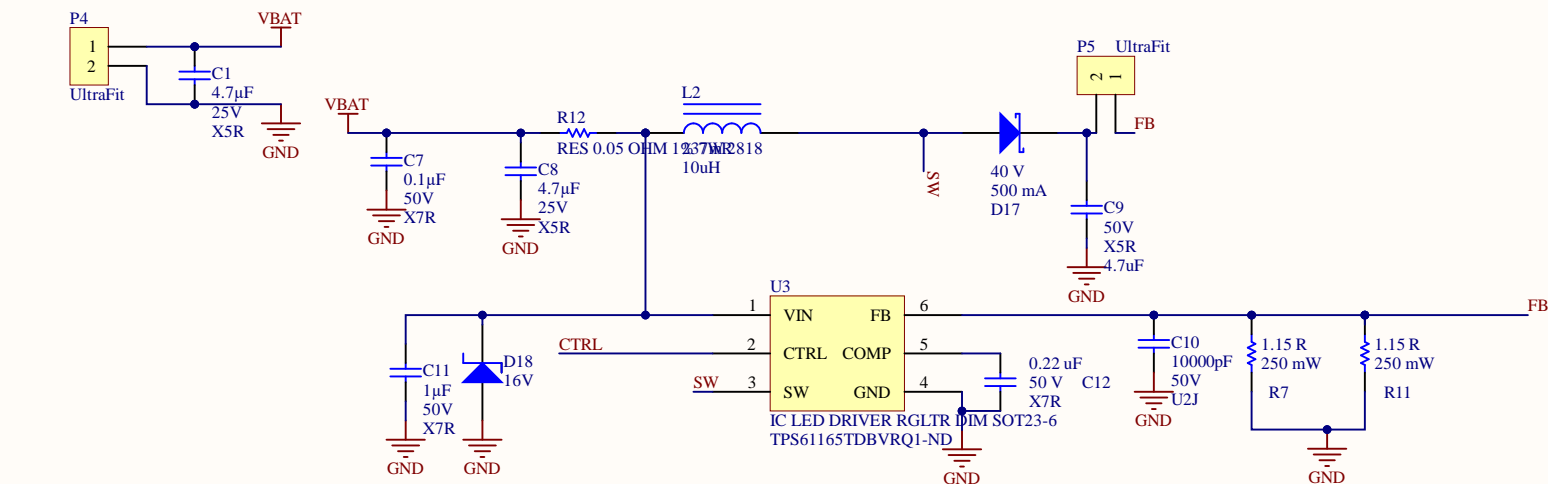 P4
VBAT
1
2
UltraFit
C1
4.7µF
25V
X5R
GND
VBAT
C7
0.1µF
50V
X7R
GND
C8
4.7µF
25V
X5R
GND
R12
RES 0.05 OHM 1%
L2
2818
10uH
SW
40 V
500 mA
D17
P5 UltraFit
2 1
FB
C9
50V
X5R
4.7uF
GND
U3
1 VIN FB 6
2 CTRL COMP 5
3 SW GND 4
CTRL
SW
IC LED DRIVER RGLTR DIM SOT23-6
TPS61165TDBVRQ1-ND
GND
C11
1µF
50V
X7R
GND
D18
16V
GND
0.22 uF
50 V C12
X7R
C10
10000pF
50V
U2J
GND
1.15 R
250 mW
R7
1.15 R
250 mW
R11
GND
FB